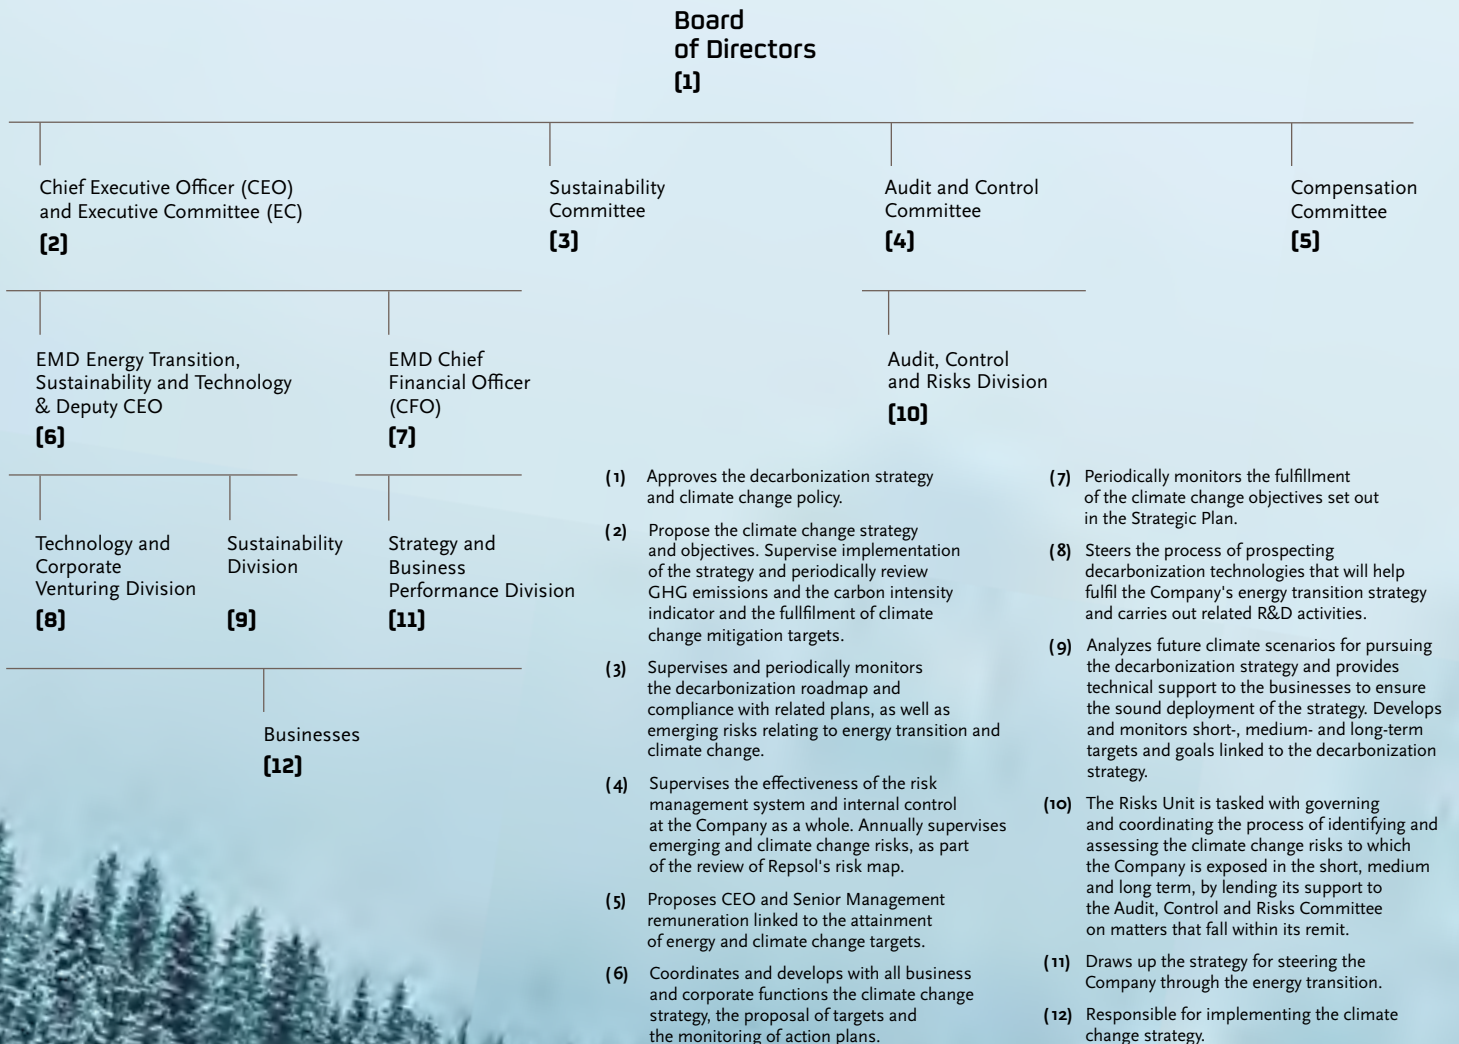 Board
of Directors
(1)
Chief Executive Officer (CEO)
and Executive Committee (EC)
(2)
Sustainability
Committee
(3)
Audit and Control
Committee
(4)
Compensation
Committee
(5)
EMD Energy Transition,
Sustainability and Technology
& Deputy CEO
(6)
EMD Chief
Financial Officer
(CFO)
(7)
Audit, Control
and Risks Division
(10)
Technology and
Corporate
Venturing Division
(8)
Sustainability
Division
(9)
Strategy and
Business
Performance Division
(11)
Businesses
(12)
(1) Approves the decarbonization strategy
and climate change policy.
(2) Propose the climate change strategy
and objectives. Supervise implementation
of the strategy and periodically review
GHG emissions and the carbon intensity
indicator and the fullfilment of climate
change mitigation targets.
(3) Supervises and periodically monitors
the decarbonization roadmap and
compliance with related plans, as well as
emerging risks relating to energy transition and
climate change.
(4) Supervises the effectiveness of the risk
management system and internal control
at the Company as a whole. Annually supervises
emerging and climate change risks, as part
of the review of Repsol's risk map.
(5) Proposes CEO and Senior Management
remuneration linked to the attainment
of energy and climate change targets.
(6) Coordinates and develops with all business
and corporate functions the climate change
strategy, the proposal of targets and
the monitoring of action plans.
(7) Periodically monitors the fulfillment
of the climate change objectives set out
in the Strategic Plan.
(8) Steers the process of prospecting
decarbonization technologies that will help
fulfil the Company's energy transition strategy
and carries out related R&D activities.
(9) Analyzes future climate scenarios for pursuing
the decarbonization strategy and provides
technical support to the businesses to ensure
the sound deployment of the strategy. Develops
and monitors short-, medium- and long-term
targets and goals linked to the decarbonization
strategy.
(10) The Risks Unit is tasked with governing
and coordinating the process of identifying and
assessing the climate change risks to which
the Company is exposed in the short, medium
and long term, by lending its support to
the Audit, Control and Risks Committee
on matters that fall within its remit.
(11) Draws up the strategy for steering the
Company through the energy transition.
(12) Responsible for implementing the climate
change strategy.